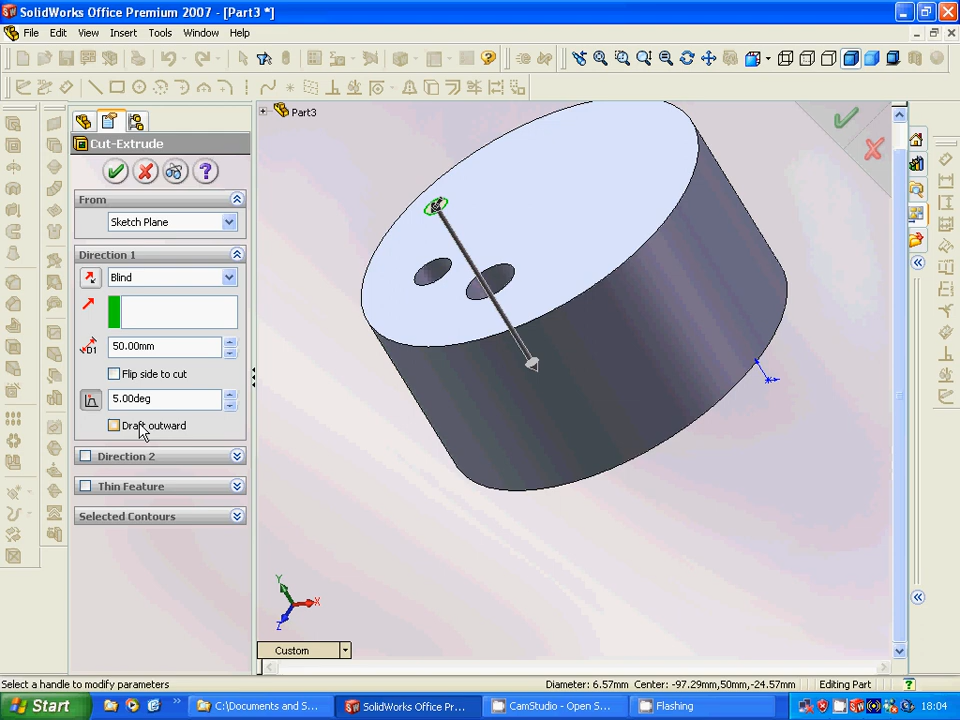 SolidWorks Office Premium 2007 - [Part3 *]
File Edit View Insert Tools Window Help
Part3
Cut-Extrude
From
Sketch Plane
Direction 1
Blind
D1
50.00mm
Flip side to cut
5.00deg
Draft outward
Direction 2
Thin Feature
Selected Contours
Y
X
Z
Custom
Select a handle to modify parameters
Diameter: 6.57mm Center: -97.29mm,50mm,-24.57mm Editing Part
Start C:\Documents and S... SolidWorks Office Pr... CamStudio - Open S... Flashing 18:04